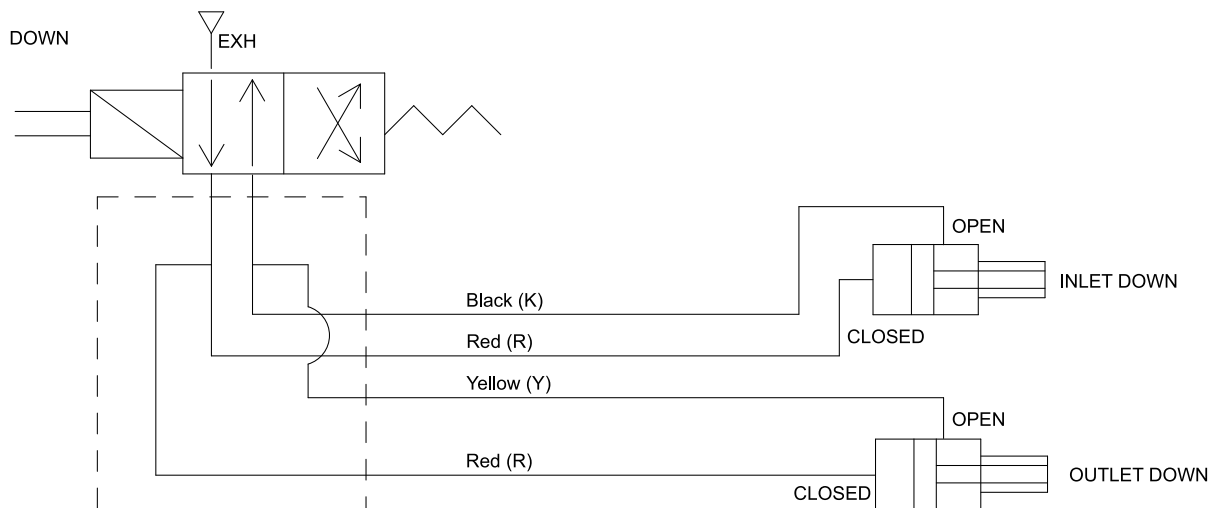 DOWN
EXH
OPEN
INLET DOWN
Black (K)
CLOSED
Red (R)
Yellow (Y)
OPEN
Red (R)
OUTLET DOWN
CLOSED